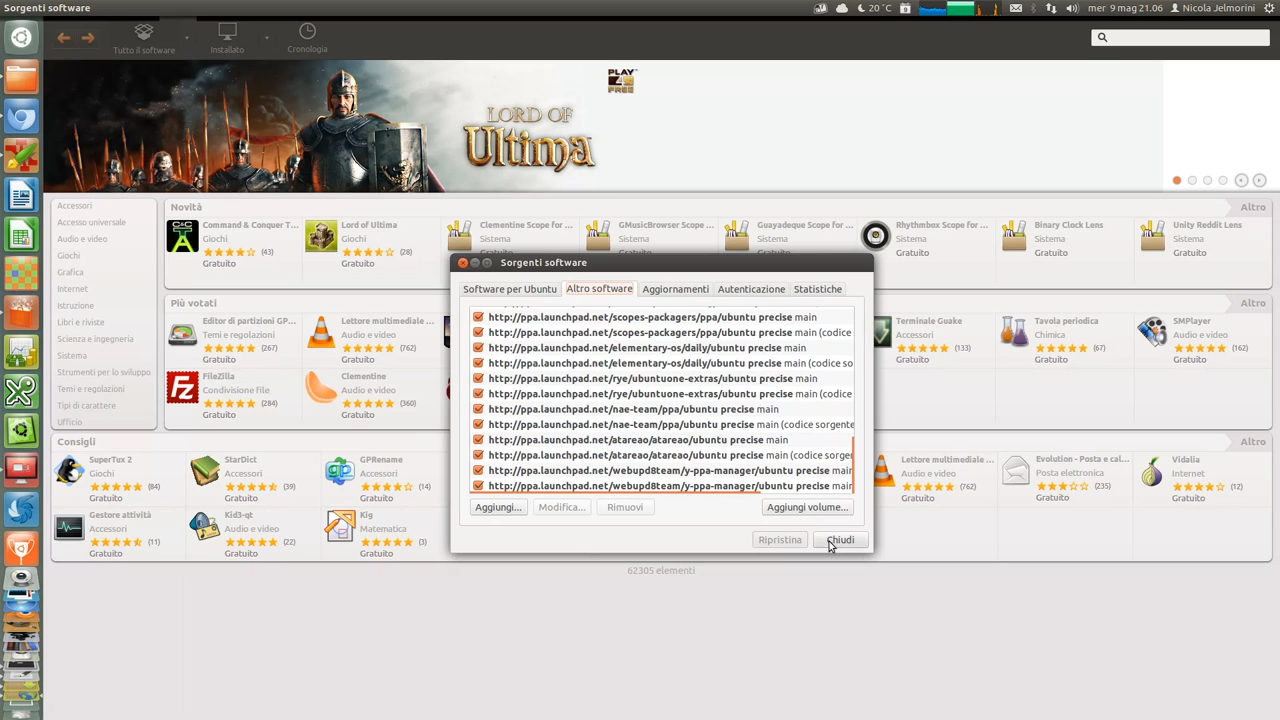 Sorgenti software
20 °C
mer 9 mag 21.06
Nicola Jelmorini
Tutto il software
Installato
Cronologia
PLAY
4
FREE
LORD OF
Ultima
Accessori
Accesso universale
Audio e video
Giochi
Grafica
Internet
Istruzione
Libri e riviste
Scienza e ingegneria
Sistema
Strumenti per lo sviluppo
Temi e regolazioni
Tipi di carattere
Ufficio
Novità
Altro
Command & Conquer T...
Giochi
(43)
Gratuito
Lord of Ultima
Giochi
(28)
Gratuito
Clementine Scope for ...
Sistema
GMusicBrowser Scope ...
Sistema
Guayadeque Scope for...
Sistema
Rhythmbox Scope for ...
Sistema
Gratuito
Binary Clock Lens
Sistema
Gratuito
Unity Reddit Lens
Sistema
Gratuito
Più votati
Altro
Editor di partizioni GP...
Temi e regolazioni
(267)
Gratuito
Lettore multimediale ...
Audio e video
(762)
Gratuito
Terminale Guake
Accessori
(133)
Gratuito
Tavola periodica
Chimica
(67)
Gratuito
SMPlayer
Audio e video
(162)
Gratuito
FileZilla
Condivisione file
(284)
Gratuito
Clementine
Audio e video
(360)
Gratuito
Consigli
Altro
SuperTux 2
Giochi
(84)
Gratuito
StarDict
Accessori
(39)
Gratuito
GPRename
Accessori
(14)
Gratuito
Lettore multimediale ...
Audio e video
(762)
Gratuito
Evolution - Posta e cal...
Posta elettronica
(235)
Gratuito
Vidalia
Internet
(12)
Gratuito
Gestore attività
Accessori
(11)
Gratuito
Kid3-qt
Audio e video
(22)
Gratuito
Kig
Matematica
(3)
Gratuito
62305 elementi
Sorgenti software
Software per Ubuntu
Altro software
Aggiornamenti
Autenticazione
Statistiche
http://ppa.launchpad.net/scopes-packagers/ppa/ubuntu precise main
http://ppa.launchpad.net/scopes-packagers/ppa/ubuntu precise main (codice
http://ppa.launchpad.net/elementary-os/daily/ubuntu precise main
http://ppa.launchpad.net/elementary-os/daily/ubuntu precise main (codice so
http://ppa.launchpad.net/rye/ubuntuone-extras/ubuntu precise main
http://ppa.launchpad.net/rye/ubuntuone-extras/ubuntu precise main (codice
http://ppa.launchpad.net/nae-team/ppa/ubuntu precise main
http://ppa.launchpad.net/nae-team/ppa/ubuntu precise main (codice sorgente
http://ppa.launchpad.net/atareao/atareao/ubuntu precise main
http://ppa.launchpad.net/atareao/atareao/ubuntu precise main (codice sorger
http://ppa.launchpad.net/webupd8team/y-ppa-manager/ubuntu precise main
http://ppa.launchpad.net/webupd8team/y-ppa-manager/ubuntu precise main
Aggiungi...
Modifica...
Rimuovi
Aggiungi volume...
Ripristina
Chiudi